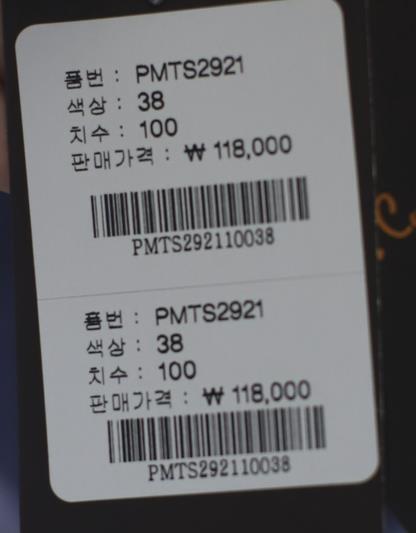 품번 : PMTS2921
색상 : 38
치수 : 100
판매가격 : ₩ 118,000
PMTS292110038
품번 : PMTS2921
색상 : 38
치수 : 100
판매가격 : ₩ 118,000
PMTS292110038